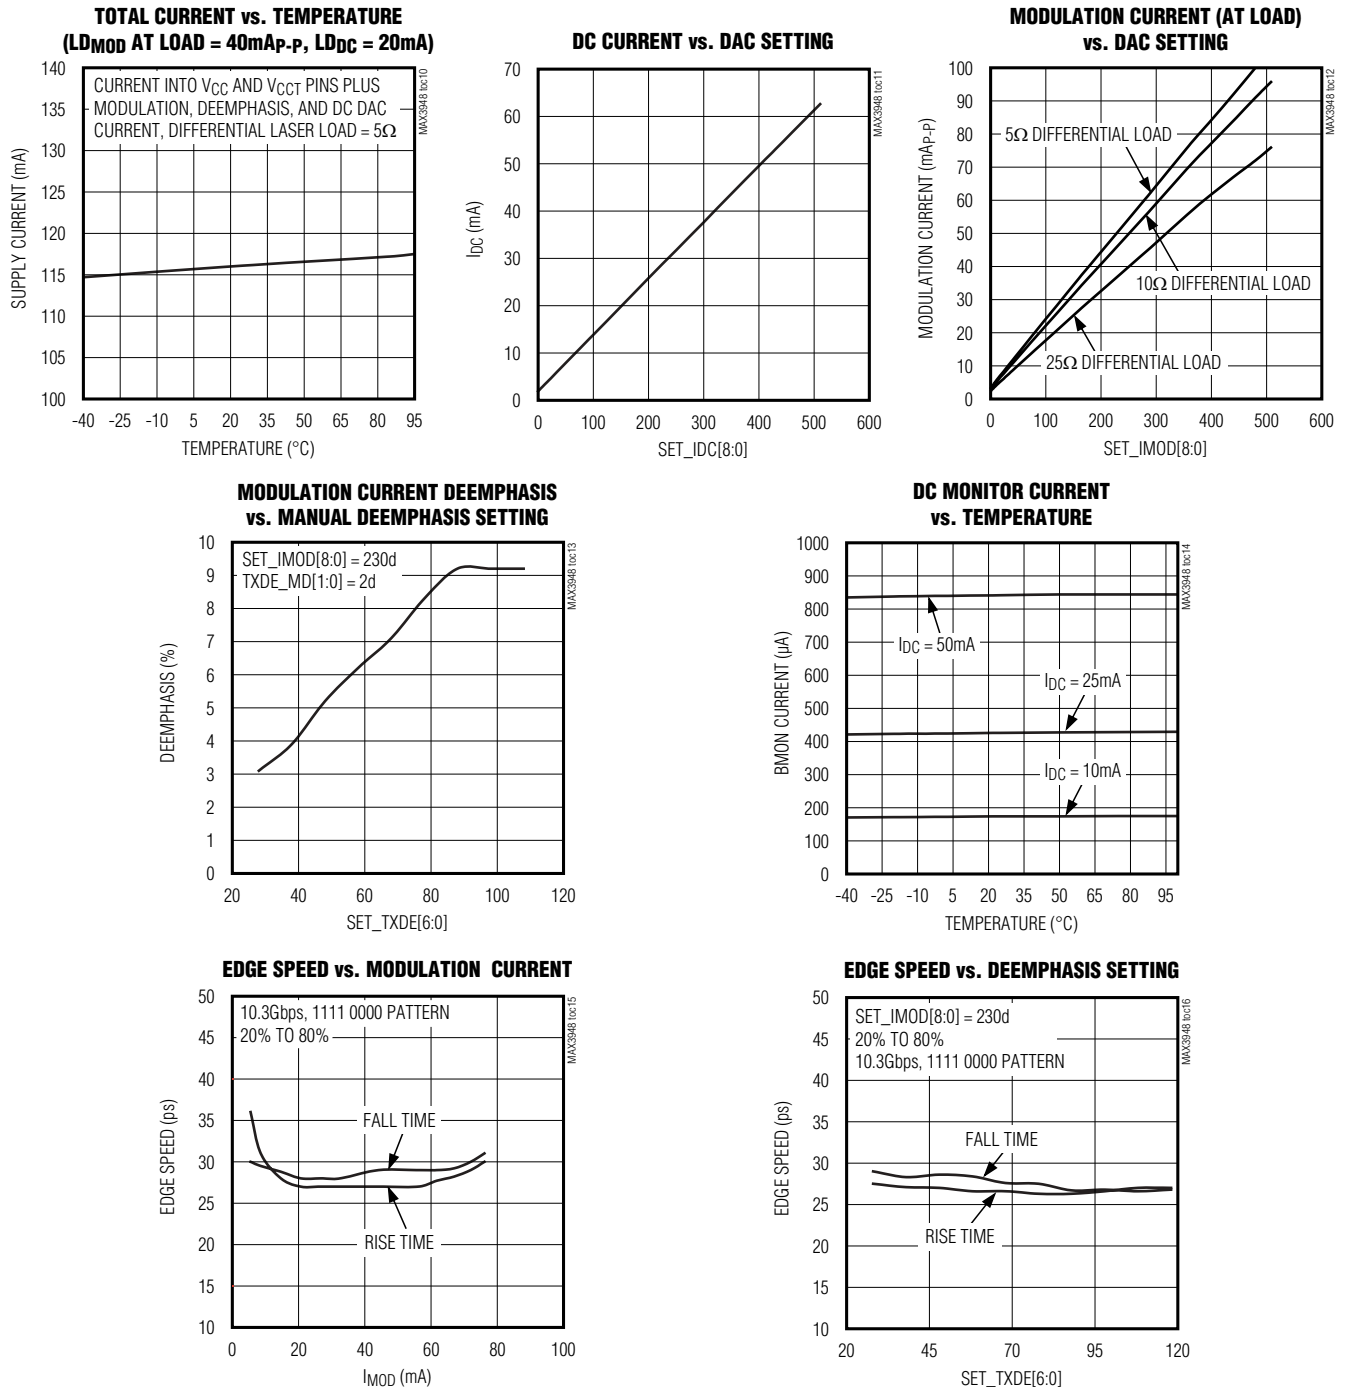 TOTAL CURRENT vs. TEMPERATURE
(LDMOD AT LOAD = 40mAP-P, LDDC = 20mA)
140
135
130
125
120
115
110
105
100
SUPPLY CURRENT (mA)
CURRENT INTO VCC AND VCCT PINS PLUS
MODULATION, DEEMPHASIS, AND DC DAC
CURRENT, DIFFERENTIAL LASER LOAD = 5Ω
MAX3948 toc10
-40 -25 -10 5 20 35 50 65 80 95
TEMPERATURE (°C)
DC CURRENT vs. DAC SETTING
70
60
50
40
30
20
10
0
IDC (mA)
MAX3948 toc11
0 100 200 300 400 500 600
SET_IDC[8:0]
MODULATION CURRENT (AT LOAD)
vs. DAC SETTING
100
90
80
70
60
50
40
30
20
10
0
MODULATION CURRENT (mAP-P)
5Ω DIFFERENTIAL LOAD
10Ω DIFFERENTIAL LOAD
25Ω DIFFERENTIAL LOAD
MAX3948 toc12
0 100 200 300 400 500 600
SET_IMOD[8:0]
MODULATION CURRENT DEEMPHASIS
vs. MANUAL DEEMPHASIS SETTING
10
9
8
7
6
5
4
3
2
1
0
DEEMPHASIS (%)
SET_IMOD[8:0] = 230d
TXDE_MD[1:0] = 2d
MAX3948 toc13
20 40 60 80 100 120
SET_TXDE[6:0]
DC MONITOR CURRENT
vs. TEMPERATURE
1000
900
800
700
600
500
400
300
200
100
0
BMON CURRENT (µA)
IDC = 50mA
IDC = 25mA
IDC = 10mA
MAX3948 toc14
-40 -25 -10 5 20 35 50 65 80 95
TEMPERATURE (°C)
EDGE SPEED vs. MODULATION CURRENT
50
45
40
35
30
25
20
15
10
EDGE SPEED (ps)
10.3Gbps, 1111 0000 PATTERN
20% TO 80%
FALL TIME
RISE TIME
MAX3948 toc15
0 20 40 60 80 100
IMOD (mA)
EDGE SPEED vs. DEEMPHASIS SETTING
50
45
40
35
30
25
20
15
10
EDGE SPEED (ps)
SET_IMOD[8:0] = 230d
20% TO 80%
10.3Gbps, 1111 0000 PATTERN
FALL TIME
RISE TIME
MAX3948 toc16
20 45 70 95 120
SET_TXDE[6:0]